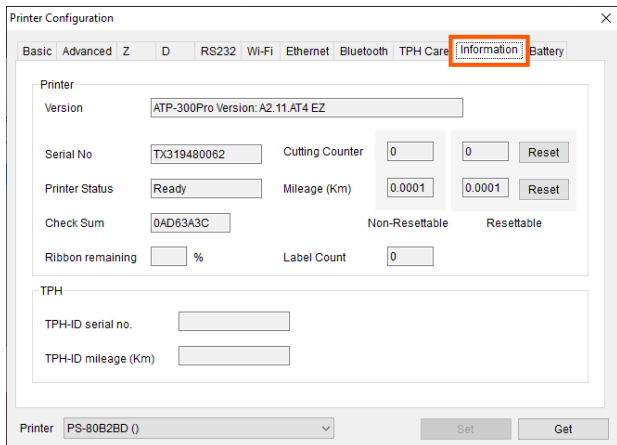 Printer Configuration
Basic Advanced Z D RS232 Wi-Fi Ethernet Bluetooth TPH Care Information Battery
Printer
Version ATP-300Pro Version: A2.11.AT4 EZ
Serial No TX319480062 Cutting Counter 0 0 Reset
Printer Status Ready Mileage (Km) 0.0001 0.0001 Reset
Check Sum 0AD63A3C Non-Resettable Resettable
Ribbon remaining % Label Count 0
TPH
TPH-ID serial no.
TPH-ID mileage (Km)
Printer PS-80B2BD () Set Get